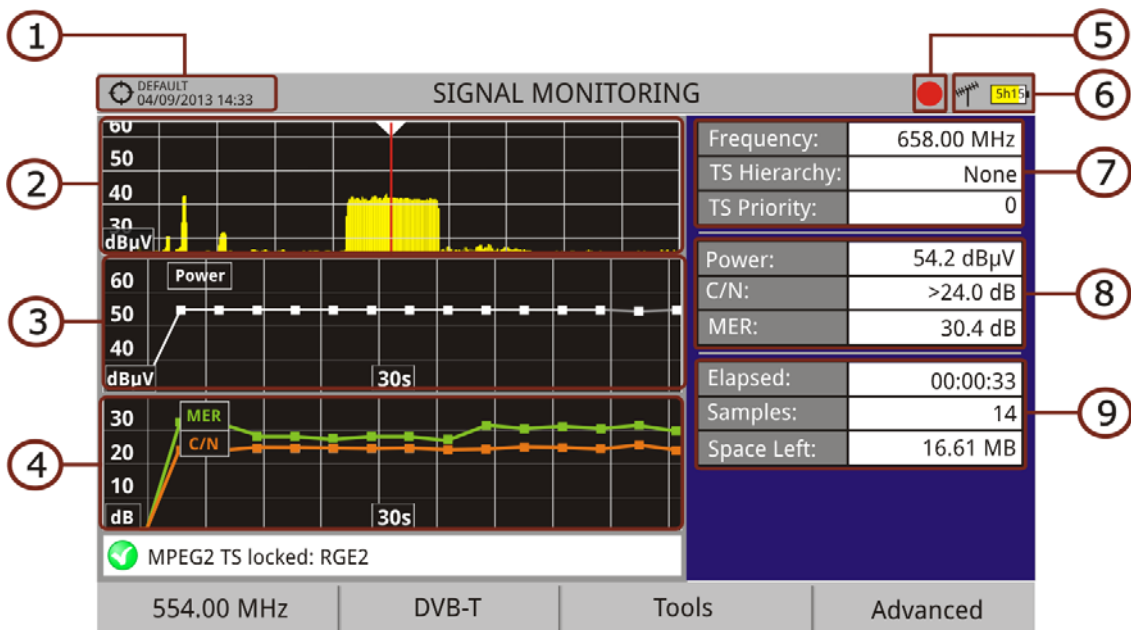 1
5
DEFAULT
04/09/2013 14:33
SIGNAL MONITORING
5h15
6
60
50
40
30
dBµV
2
Frequency: 658.00 MHz
TS Hierarchy: None
TS Priority: 0
7
Power
60
50
40
dBµV
30s
3
Power: 54.2 dBµV
C/N: >24.0 dB
MER: 30.4 dB
8
MER
C/N
30
20
10
dB
30s
4
Elapsed: 00:00:33
Samples: 14
Space Left: 16.61 MB
9
MPEG2 TS locked: RGE2
554.00 MHz
DVB-T
Tools
Advanced